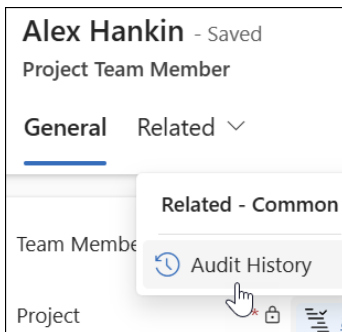 Alex Hankin - Saved
Project Team Member
General Related
Related - Common
Team Membe
Audit History
Project *